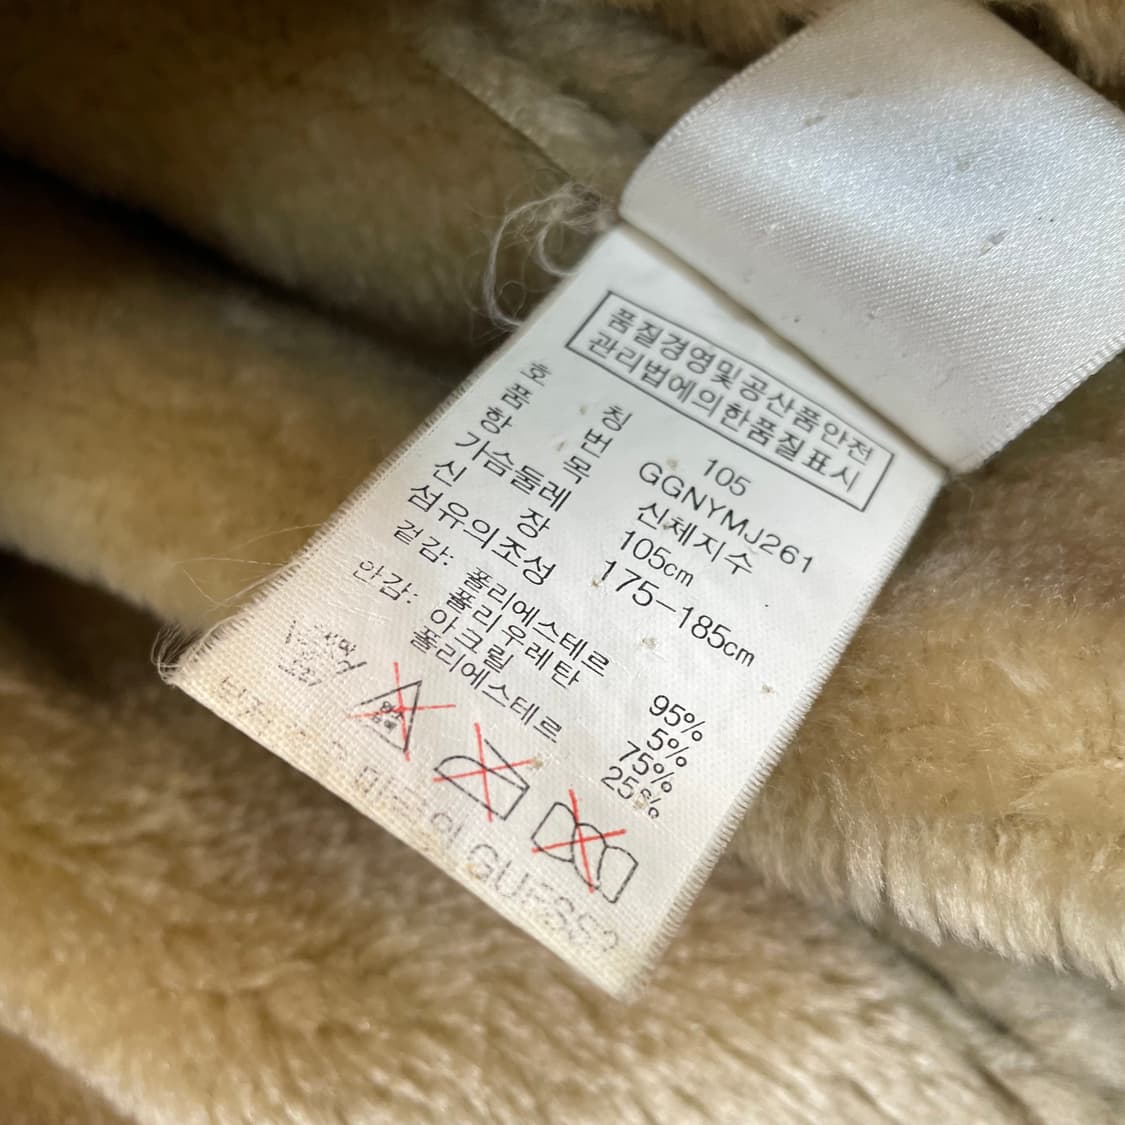 품질경영및공산품안전
관리법에의한품질표시
호 칭 105
품 번 GGNYMJ261
항 목 신체지수
가슴둘레 105cm
신 장 175-185cm
섬유의조성
겉감: 폴리에스테르 95%
폴리우레탄 5%
안감: 아크릴 75%
폴리에스테르 25%
GUESS?